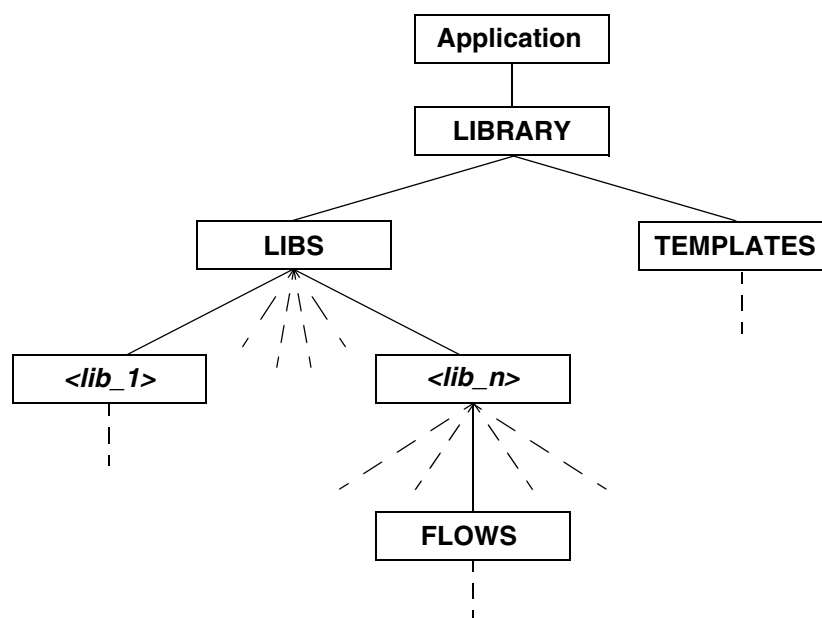 Application
LIBRARY
LIBS
TEMPLATES
<lib_1>
<lib_n>
FLOWS